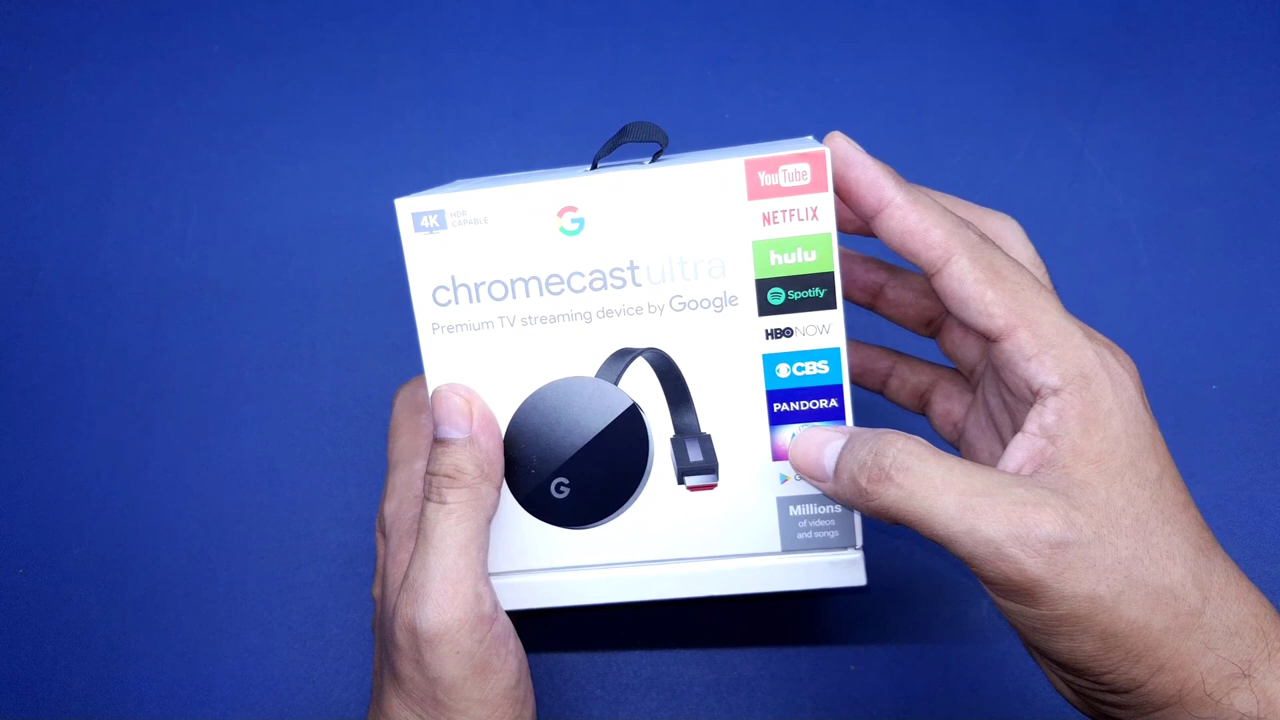 4K
HDR
CAPABLE
G
chromecast ultra
Premium TV streaming device by Google
G
YouTube
NETFLIX
hulu
Spotify
HBO NOW
CBS
PANDORA
G
Millions
of videos
and songs